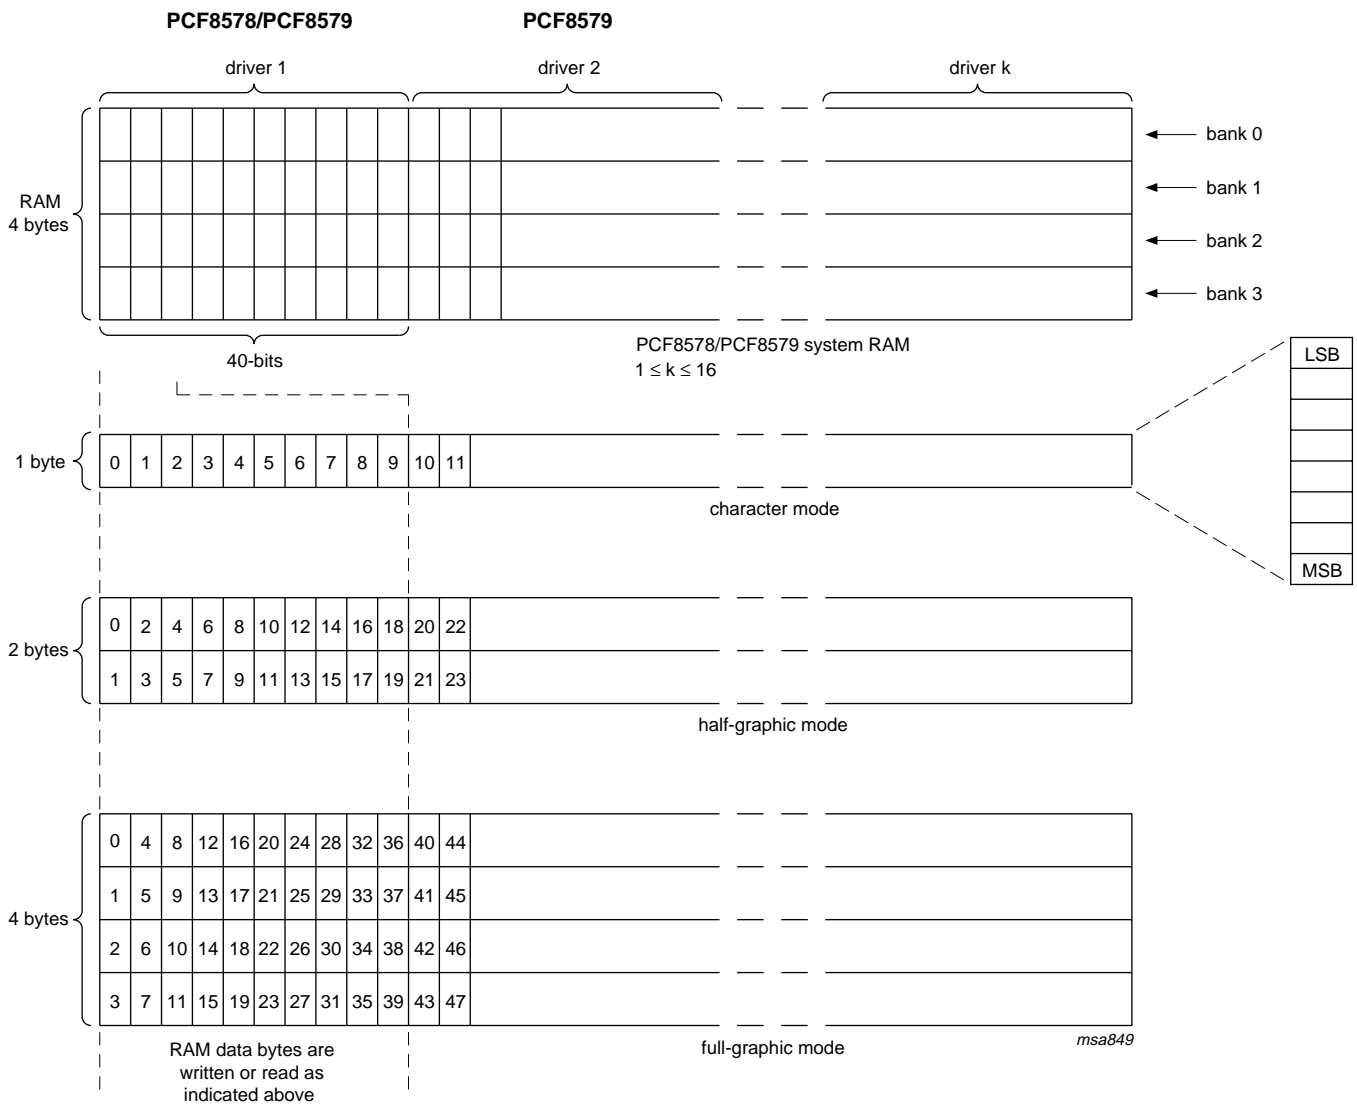 PCF8578/PCF8579 PCF8579
driver 1 driver 2 driver k
bank 0
bank 1
RAM
4 bytes
bank 2
bank 3
40-bits
PCF8578/PCF8579 system RAM
1 ≤ k ≤ 16
LSB
1 byte 0 1 2 3 4 5 6 7 8 9 10 11
character mode
MSB
0 2 4 6 8 10 12 14 16 18 20 22
2 bytes
1 3 5 7 9 11 13 15 17 19 21 23
half-graphic mode
0 4 8 12 16 20 24 28 32 36 40 44
1 5 9 13 17 21 25 29 33 37 41 45
4 bytes
2 6 10 14 18 22 26 30 34 38 42 46
3 7 11 15 19 23 27 31 35 39 43 47
full-graphic mode
msa849
RAM data bytes are
written or read as
indicated above